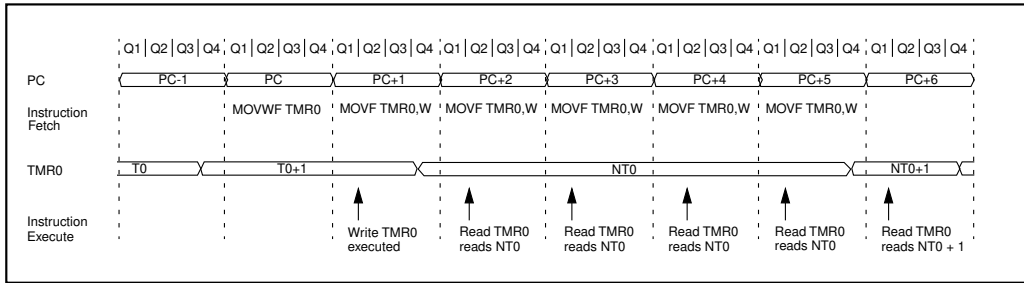 Q1 Q2 Q3 Q4 Q1 Q2 Q3 Q4 Q1 Q2 Q3 Q4 Q1 Q2 Q3 Q4 Q1 Q2 Q3 Q4 Q1 Q2 Q3 Q4 Q1 Q2 Q3 Q4 Q1 Q2 Q3 Q4
PC PC-1 PC PC+1 PC+2 PC+3 PC+4 PC+5 PC+6
Instruction
Fetch
MOVWF TMR0 MOVF TMR0,W MOVF TMR0,W MOVF TMR0,W MOVF TMR0,W MOVF TMR0,W
TMR0 T0 T0+1 NT0 NT0+1
Instruction
Execute
Write TMR0
executed
Read TMR0
reads NT0
Read TMR0
reads NT0
Read TMR0
reads NT0
Read TMR0
reads NT0
Read TMR0
reads NT0 + 1